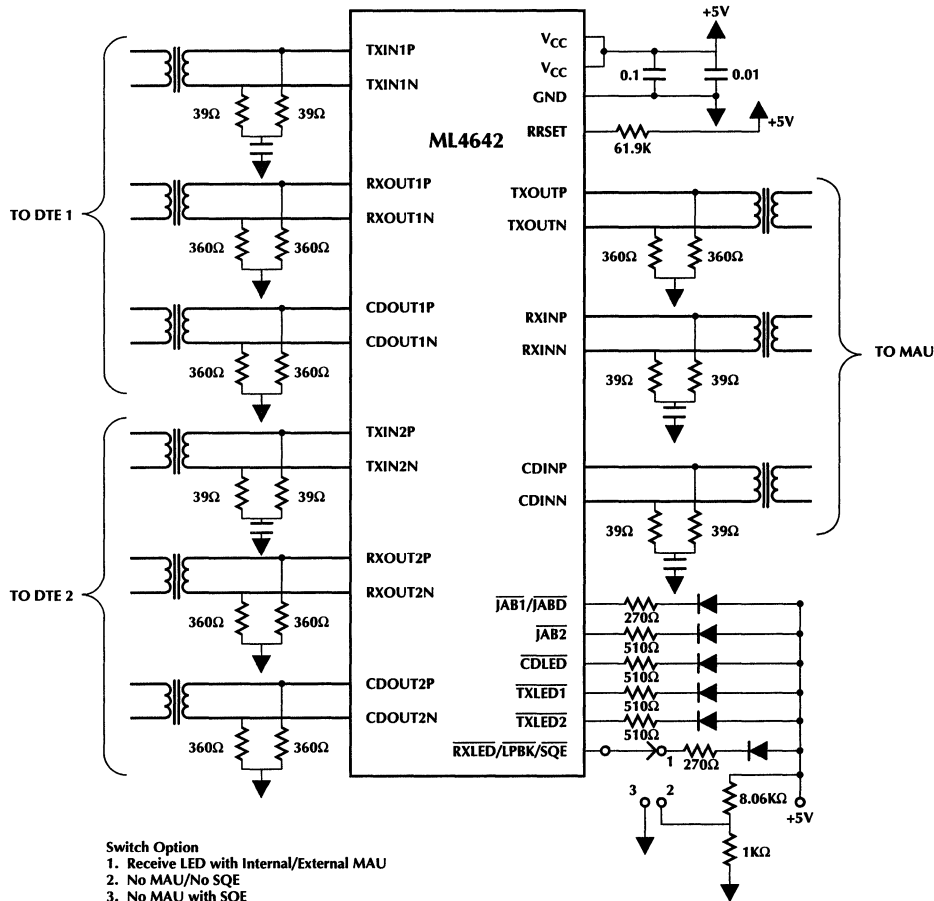 ML4642
TO DTE 1
TXIN1P
TXIN1N
39Ω 39Ω
RXOUT1P
RXOUT1N
360Ω 360Ω
CDOUT1P
CDOUT1N
360Ω 360Ω
TO DTE 2
TXIN2P
TXIN2N
39Ω 39Ω
RXOUT2P
RXOUT2N
360Ω 360Ω
CDOUT2P
CDOUT2N
360Ω 360Ω
+5V
VCC
VCC
0.1 0.01
GND
RRSET
61.9K
+5V
TO MAU
TXOUTP
TXOUTN
360Ω 360Ω
RXINP
RXINN
39Ω 39Ω
CDINP
CDINN
39Ω 39Ω
JAB1/JABD
270Ω
JAB2
510Ω
CDLED
510Ω
TXLED1
510Ω
TXLED2
510Ω
RXLED/LPBK/SQE
1
270Ω
3 2
8.06KΩ
+5V
1KΩ
Switch Option
1. Receive LED with Internal/External MAU
2. No MAU/No SQE
3. No MAU with SQE